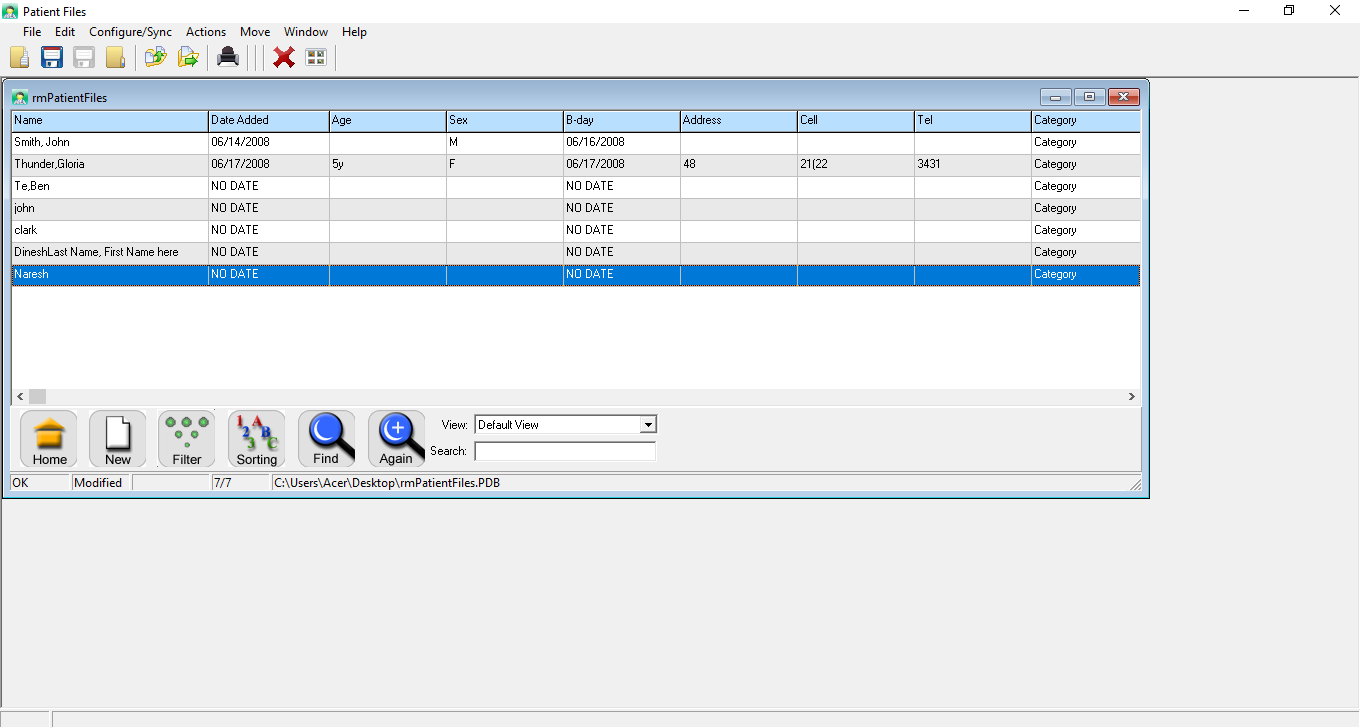 Patient Files
File Edit Configure/Sync Actions Move Window Help
rmPatientFiles
Name Date Added Age Sex B-day Address Cell Tel Category
Smith, John 06/14/2008 M 06/16/2008 Category
Thunder,Gloria 06/17/2008 5y F 06/17/2008 48 21(22 3431 Category
Te,Ben NO DATE NO DATE Category
john NO DATE NO DATE Category
clark NO DATE NO DATE Category
DineshLast Name, First Name here NO DATE NO DATE Category
Naresh NO DATE NO DATE Category
Home New Filter Sorting Find Again
View: Default View
Search:
OK Modified 7/7 C:\Users\Acer\Desktop\rmPatientFiles.PDB